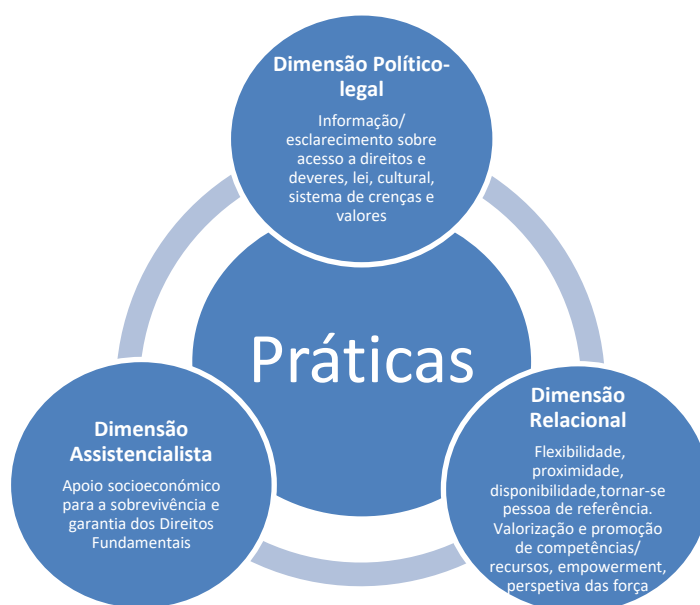 Dimensão Político-
legal
Informação/
esclarecimento sobre
acesso a direitos e
deveres, lei, cultural,
sistema de crenças e
valores
Práticas
Dimensão
Assistencialista
Apoio socioeconómico
para a sobrevivência e
garantia dos Direitos
Fundamentais
Dimensão
Relacional
Flexibilidade,
proximidade,
disponibilidade,tornar-se
pessoa de referência.
Valorização e promoção
de competências/
recursos, empowerment,
perspetiva das força